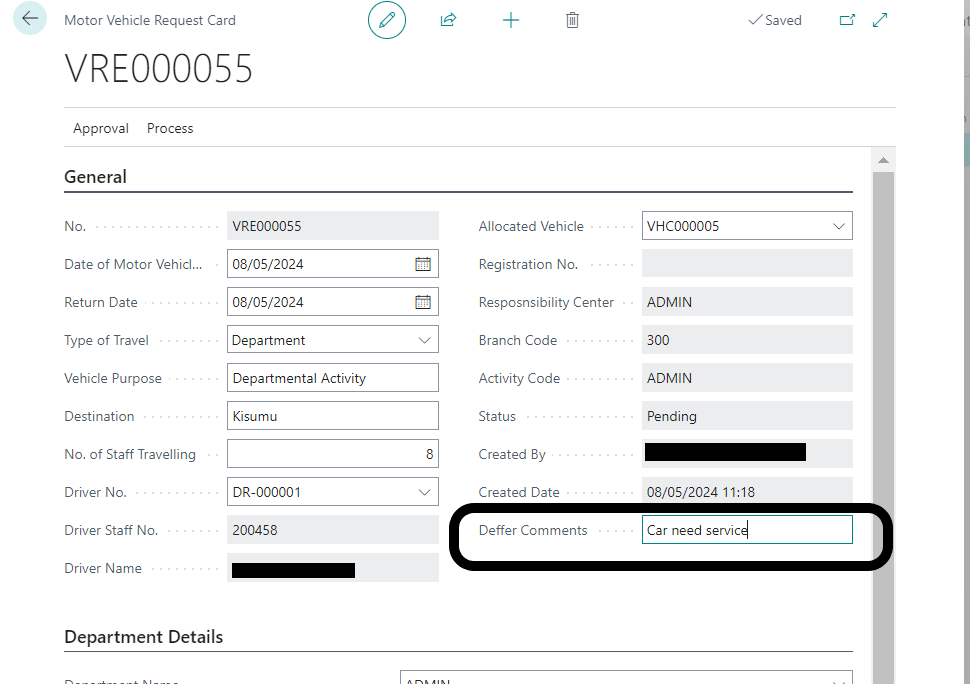 Motor Vehicle Request Card
Saved
VRE000055
Approval Process
General
No. VRE000055
Date of Motor Vehicl... 08/05/2024
Return Date 08/05/2024
Type of Travel Department
Vehicle Purpose Departmental Activity
Destination Kisumu
No. of Staff Travelling 8
Driver No. DR-000001
Driver Staff No. 200458
Driver Name
Allocated Vehicle VHC000005
Registration No.
Resposnsibility Center ADMIN
Branch Code 300
Activity Code ADMIN
Status Pending
Created By
Created Date 08/05/2024 11:18
Deffer Comments Car need service
Department Details
Department Name ADMIN